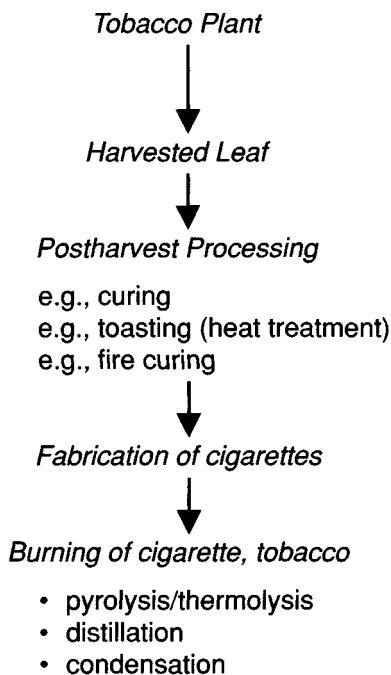 Tobacco Plant
Harvested Leaf
Postharvest Processing
e.g., curing
e.g., toasting (heat treatment)
e.g., fire curing
Fabrication of cigarettes
Burning of cigarette, tobacco
• pyrolysis/thermolysis
• distillation
• condensation